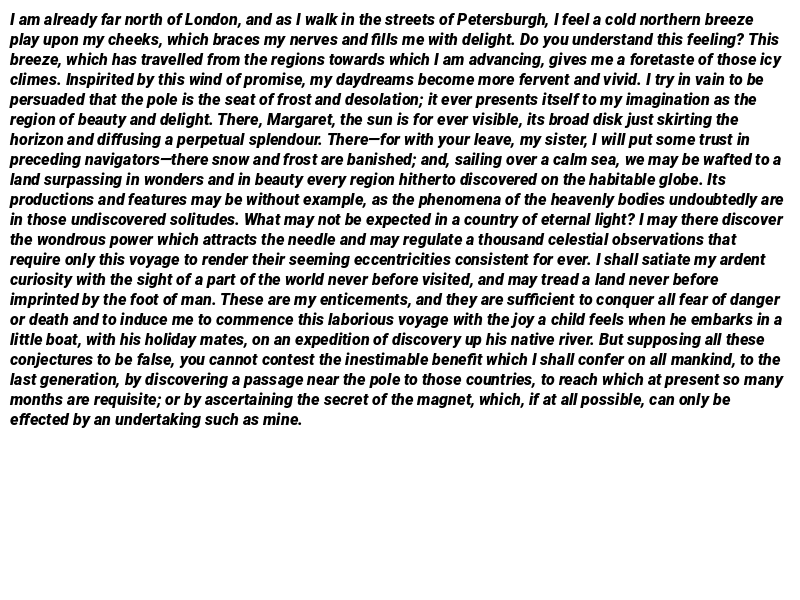 I am already far north of London, and as I walk in the streets of Petersburgh, I feel a cold northern breeze
play upon my cheeks, which braces my nerves and fills me with delight. Do you understand this feeling? This
breeze, which has travelled from the regions towards which I am advancing, gives me a foretaste of those icy
climes. Inspirited by this wind of promise, my daydreams become more fervent and vivid. I try in vain to be
persuaded that the pole is the seat of frost and desolation; it ever presents itself to my imagination as the
region of beauty and delight. There, Margaret, the sun is for ever visible, its broad disk just skirting the
horizon and diffusing a perpetual splendour. There—for with your leave, my sister, I will put some trust in
preceding navigators—there snow and frost are banished; and, sailing over a calm sea, we may be wafted to a
land surpassing in wonders and in beauty every region hitherto discovered on the habitable globe. Its
productions and features may be without example, as the phenomena of the heavenly bodies undoubtedly are
in those undiscovered solitudes. What may not be expected in a country of eternal light? I may there discover
the wondrous power which attracts the needle and may regulate a thousand celestial observations that
require only this voyage to render their seeming eccentricities consistent for ever. I shall satiate my ardent
curiosity with the sight of a part of the world never before visited, and may tread a land never before
imprinted by the foot of man. These are my enticements, and they are sufficient to conquer all fear of danger
or death and to induce me to commence this laborious voyage with the joy a child feels when he embarks in a
little boat, with his holiday mates, on an expedition of discovery up his native river. But supposing all these
conjectures to be false, you cannot contest the inestimable benefit which I shall confer on all mankind, to the
last generation, by discovering a passage near the pole to those countries, to reach which at present so many
months are requisite; or by ascertaining the secret of the magnet, which, if at all possible, can only be
effected by an undertaking such as mine.